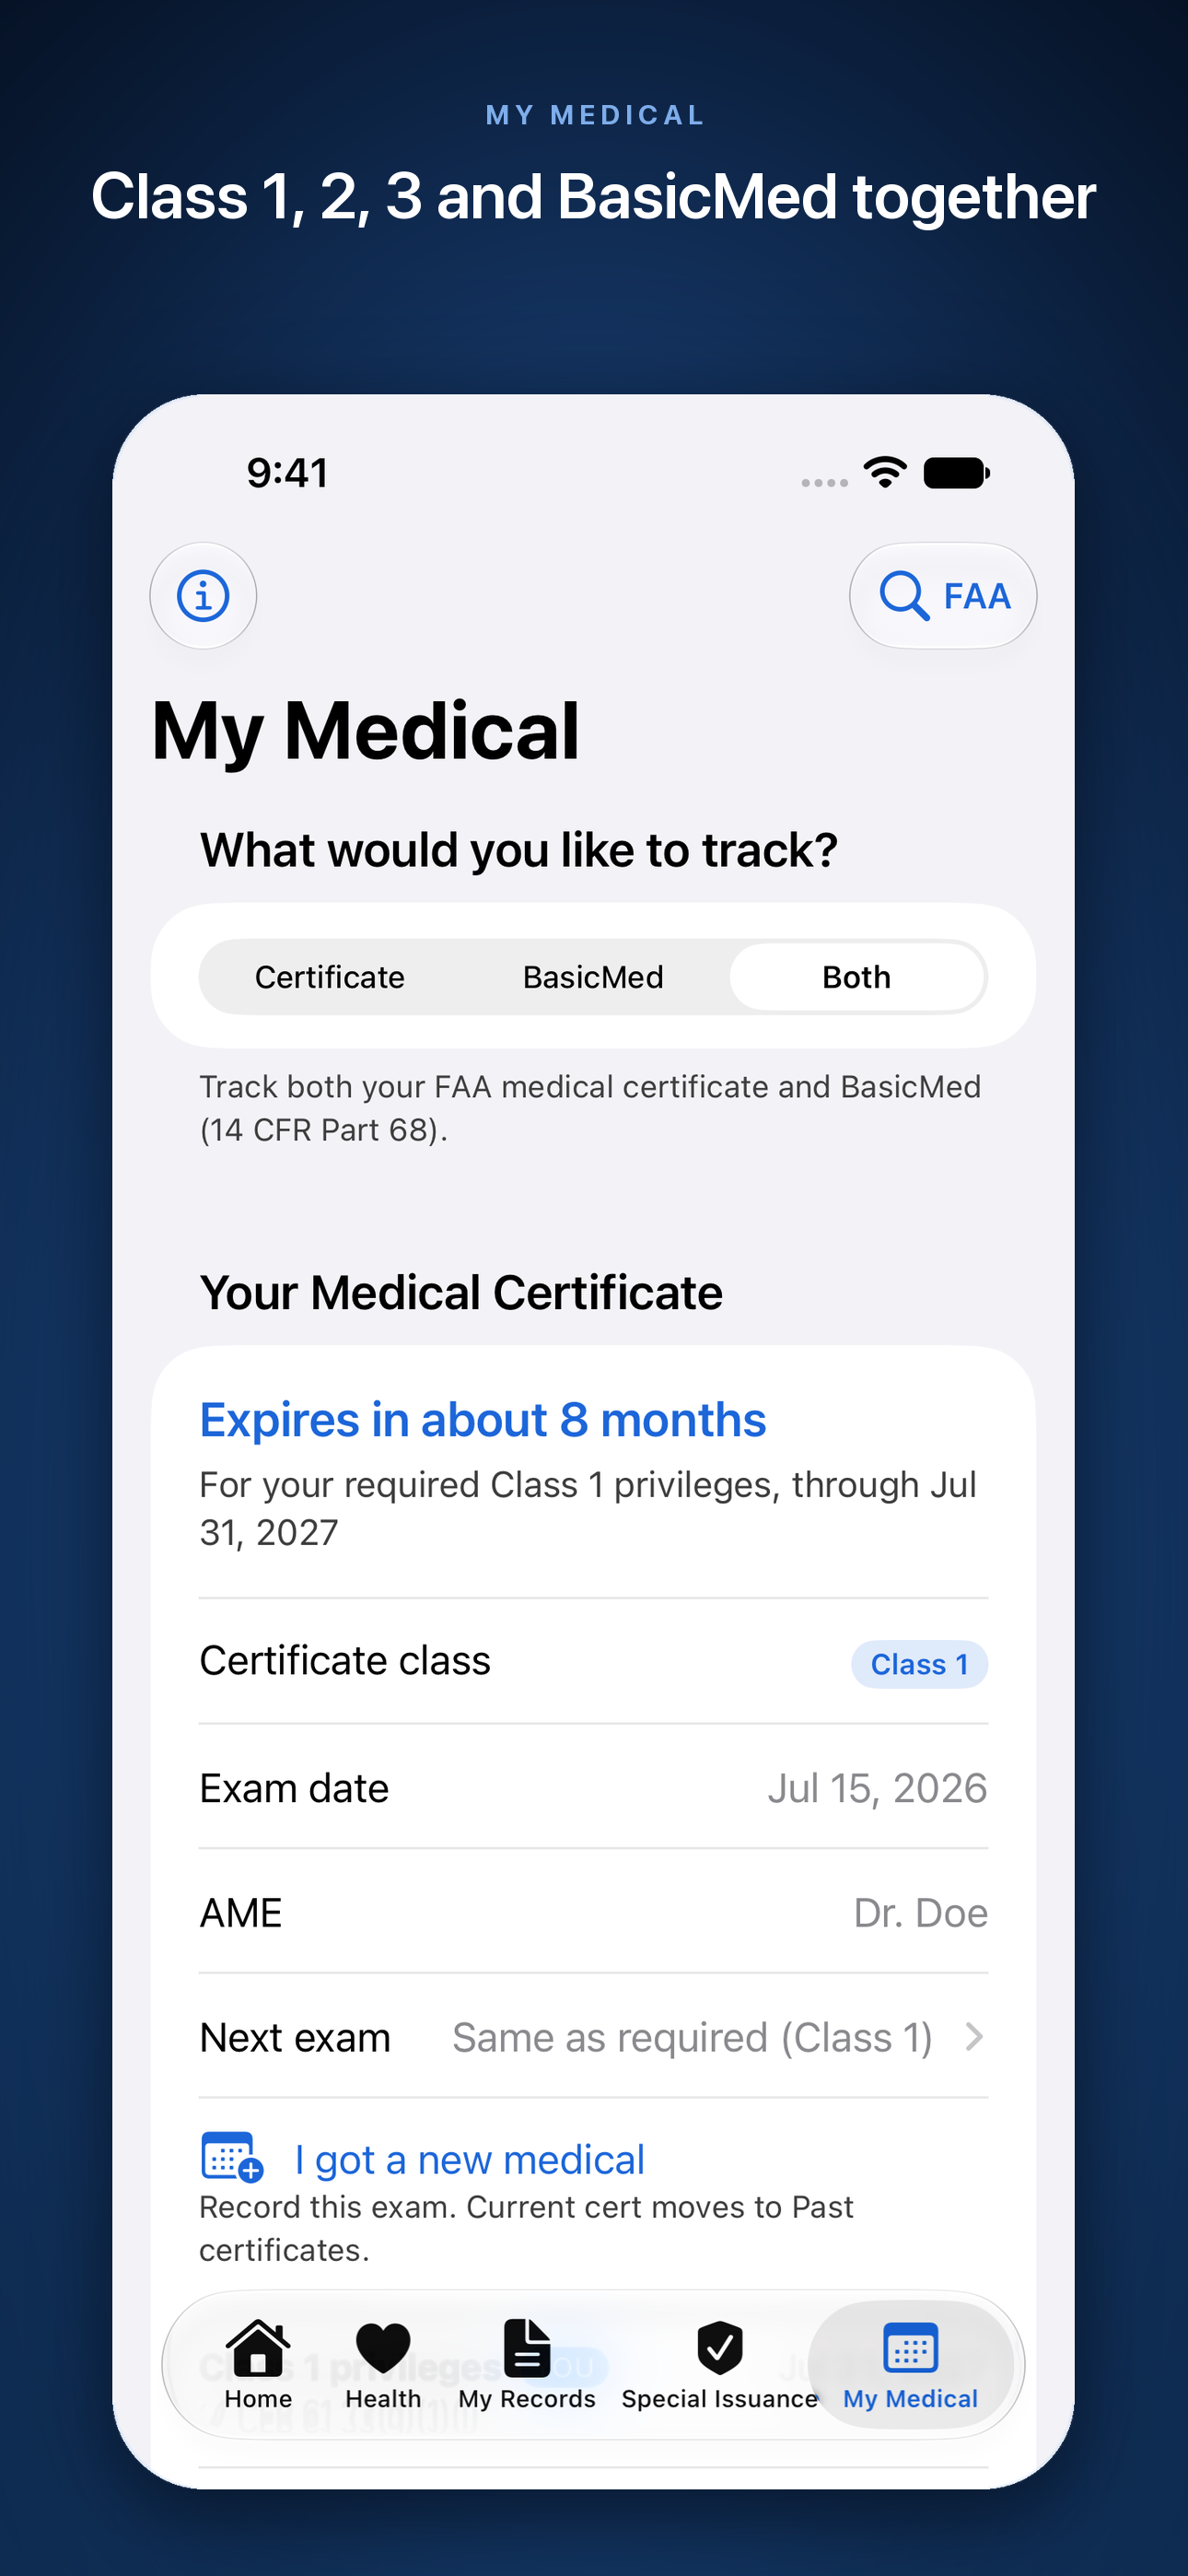 MY MEDICAL
Class 1, 2, 3 and BasicMed together
9:41
FAA
My Medical
What would you like to track?
Certificate
BasicMed
Both
Track both your FAA medical certificate and BasicMed
(14 CFR Part 68).
Your Medical Certificate
Expires in about 8 months
For your required Class 1 privileges, through Jul
31, 2027
Certificate class
Class 1
Exam date
Jul 15, 2026
AME
Dr. Doe
Next exam
Same as required (Class 1)
I got a new medical
Record this exam. Current cert moves to Past
certificates.
Class 1 privileges
Home
Health
My Records
Special Issuance
My Medical